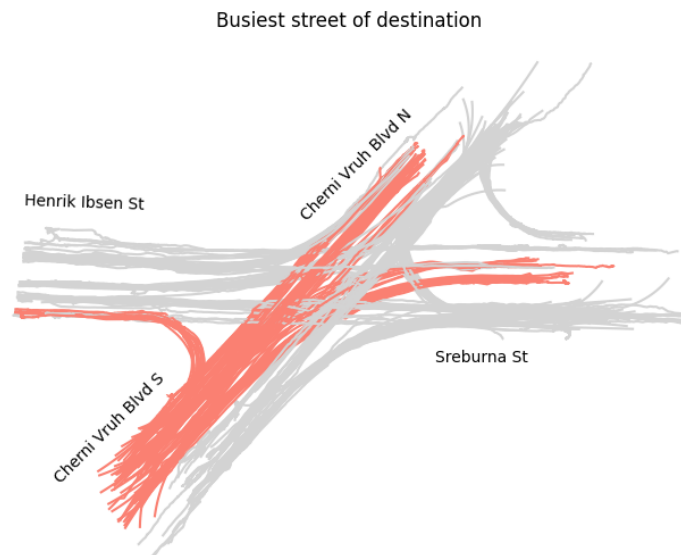 Busiest street of destination
Cherni Vruh Blvd N
Henrik Ibsen St
Sreburna St
Cherni Vruh Blvd S